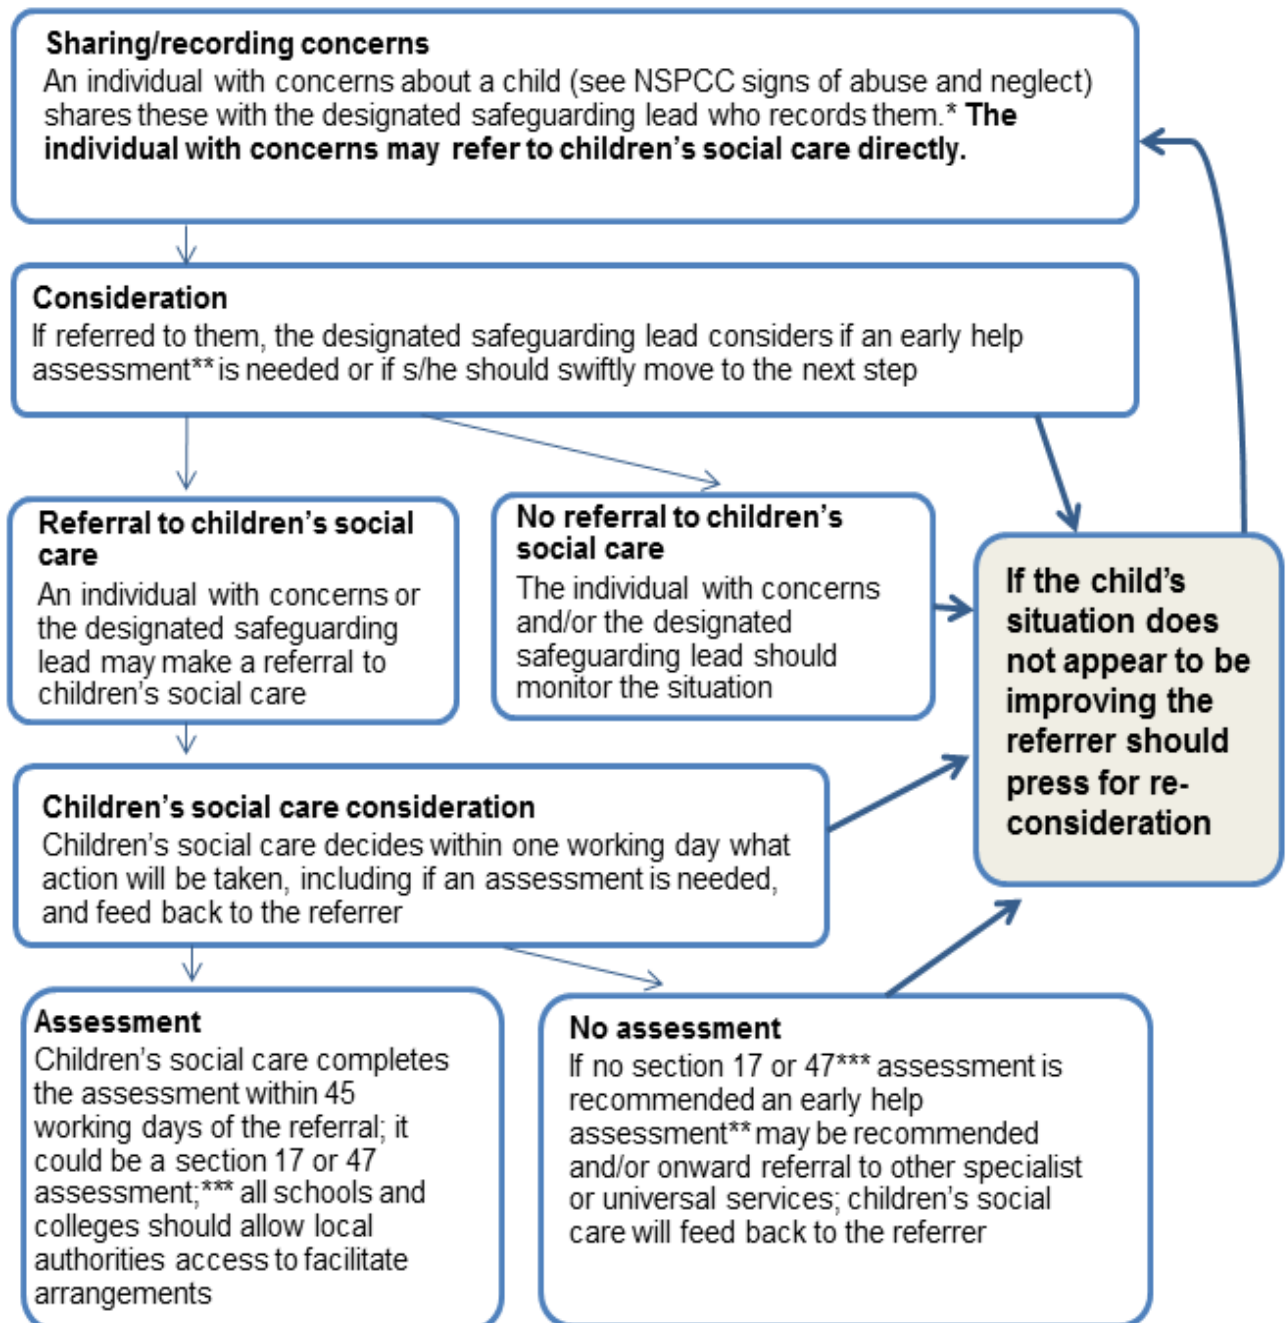 Sharing/recording concerns
An individual with concerns about a child (see NSPCC signs of abuse and neglect)
shares these with the designated safeguarding lead who records them.* The
individual with concerns may refer to children's social care directly.
Consideration
If referred to them, the designated safeguarding lead considers if an early help
assessment** is needed or if s/he should swiftly move to the next step
Referral to children's social
care
An individual with concerns or
the designated safeguarding
lead may make a referral to
children's social care
No referral to children's
social care
The individual with concerns
and/or the designated
safeguarding lead should
monitor the situation
If the child's
situation does
not appear to be
improving the
referrer should
press for re-
consideration
Children's social care consideration
Children's social care decides within one working day what
action will be taken, including if an assessment is needed,
and feed back to the referrer
Assessment
Children's social care completes
the assessment within 45
working days of the referral; it
could be a section 17 or 47
assessment;*** all schools and
colleges should allow local
authorities access to facilitate
arrangements
No assessment
If no section 17 or 47*** assessment is
recommended an early help
assessment** may be recommended
and/or onward referral to other specialist
or universal services; children's social
care will feed back to the referrer